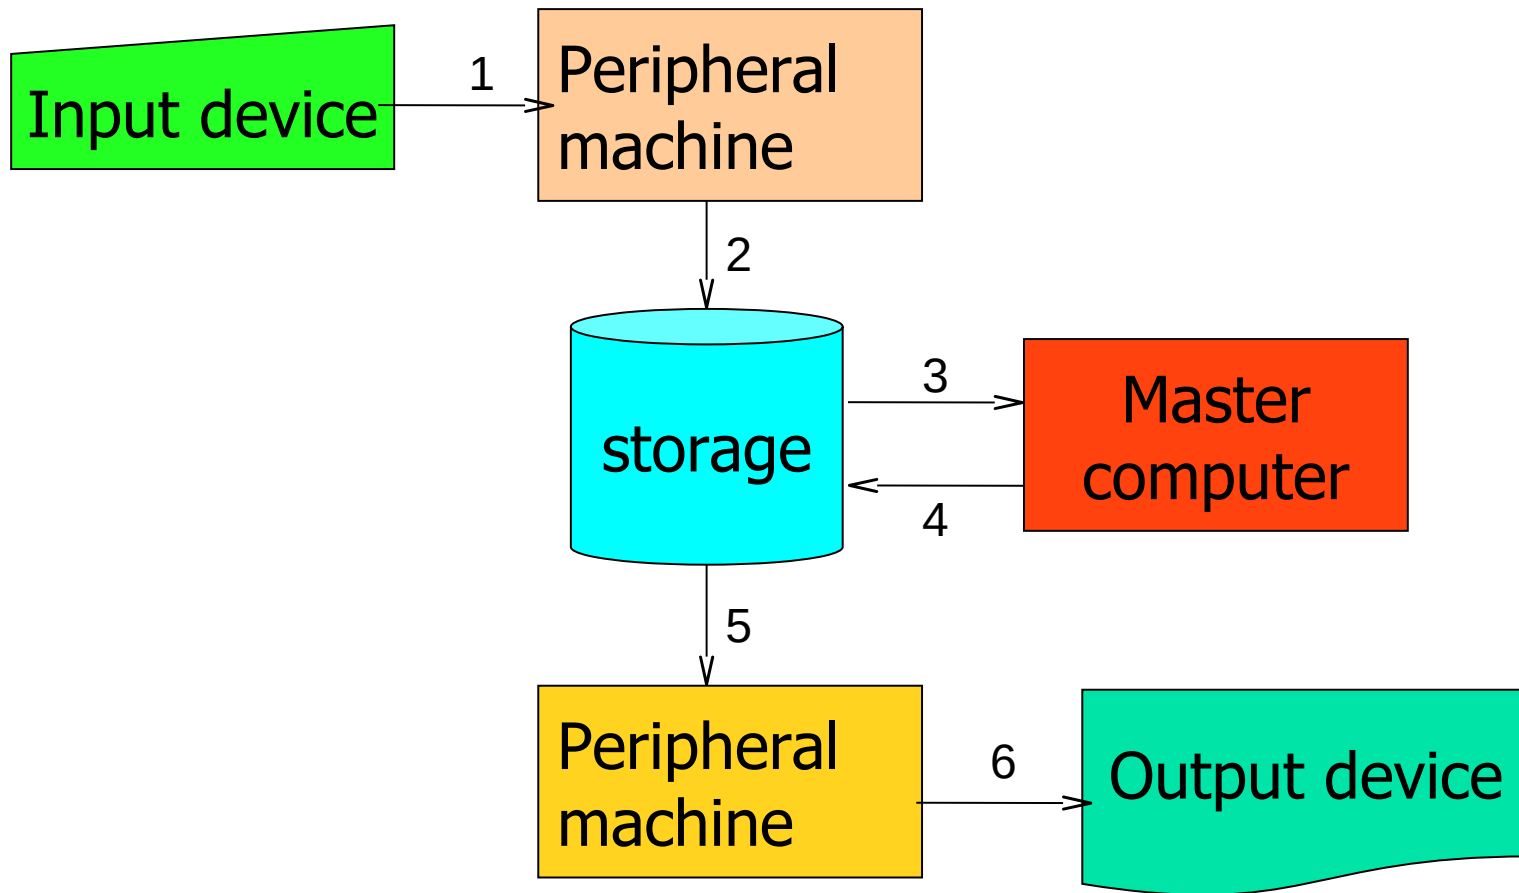 Input device
1
Peripheral
machine
2
storage
3
Master
computer
4
5
Peripheral
machine
6
Output device